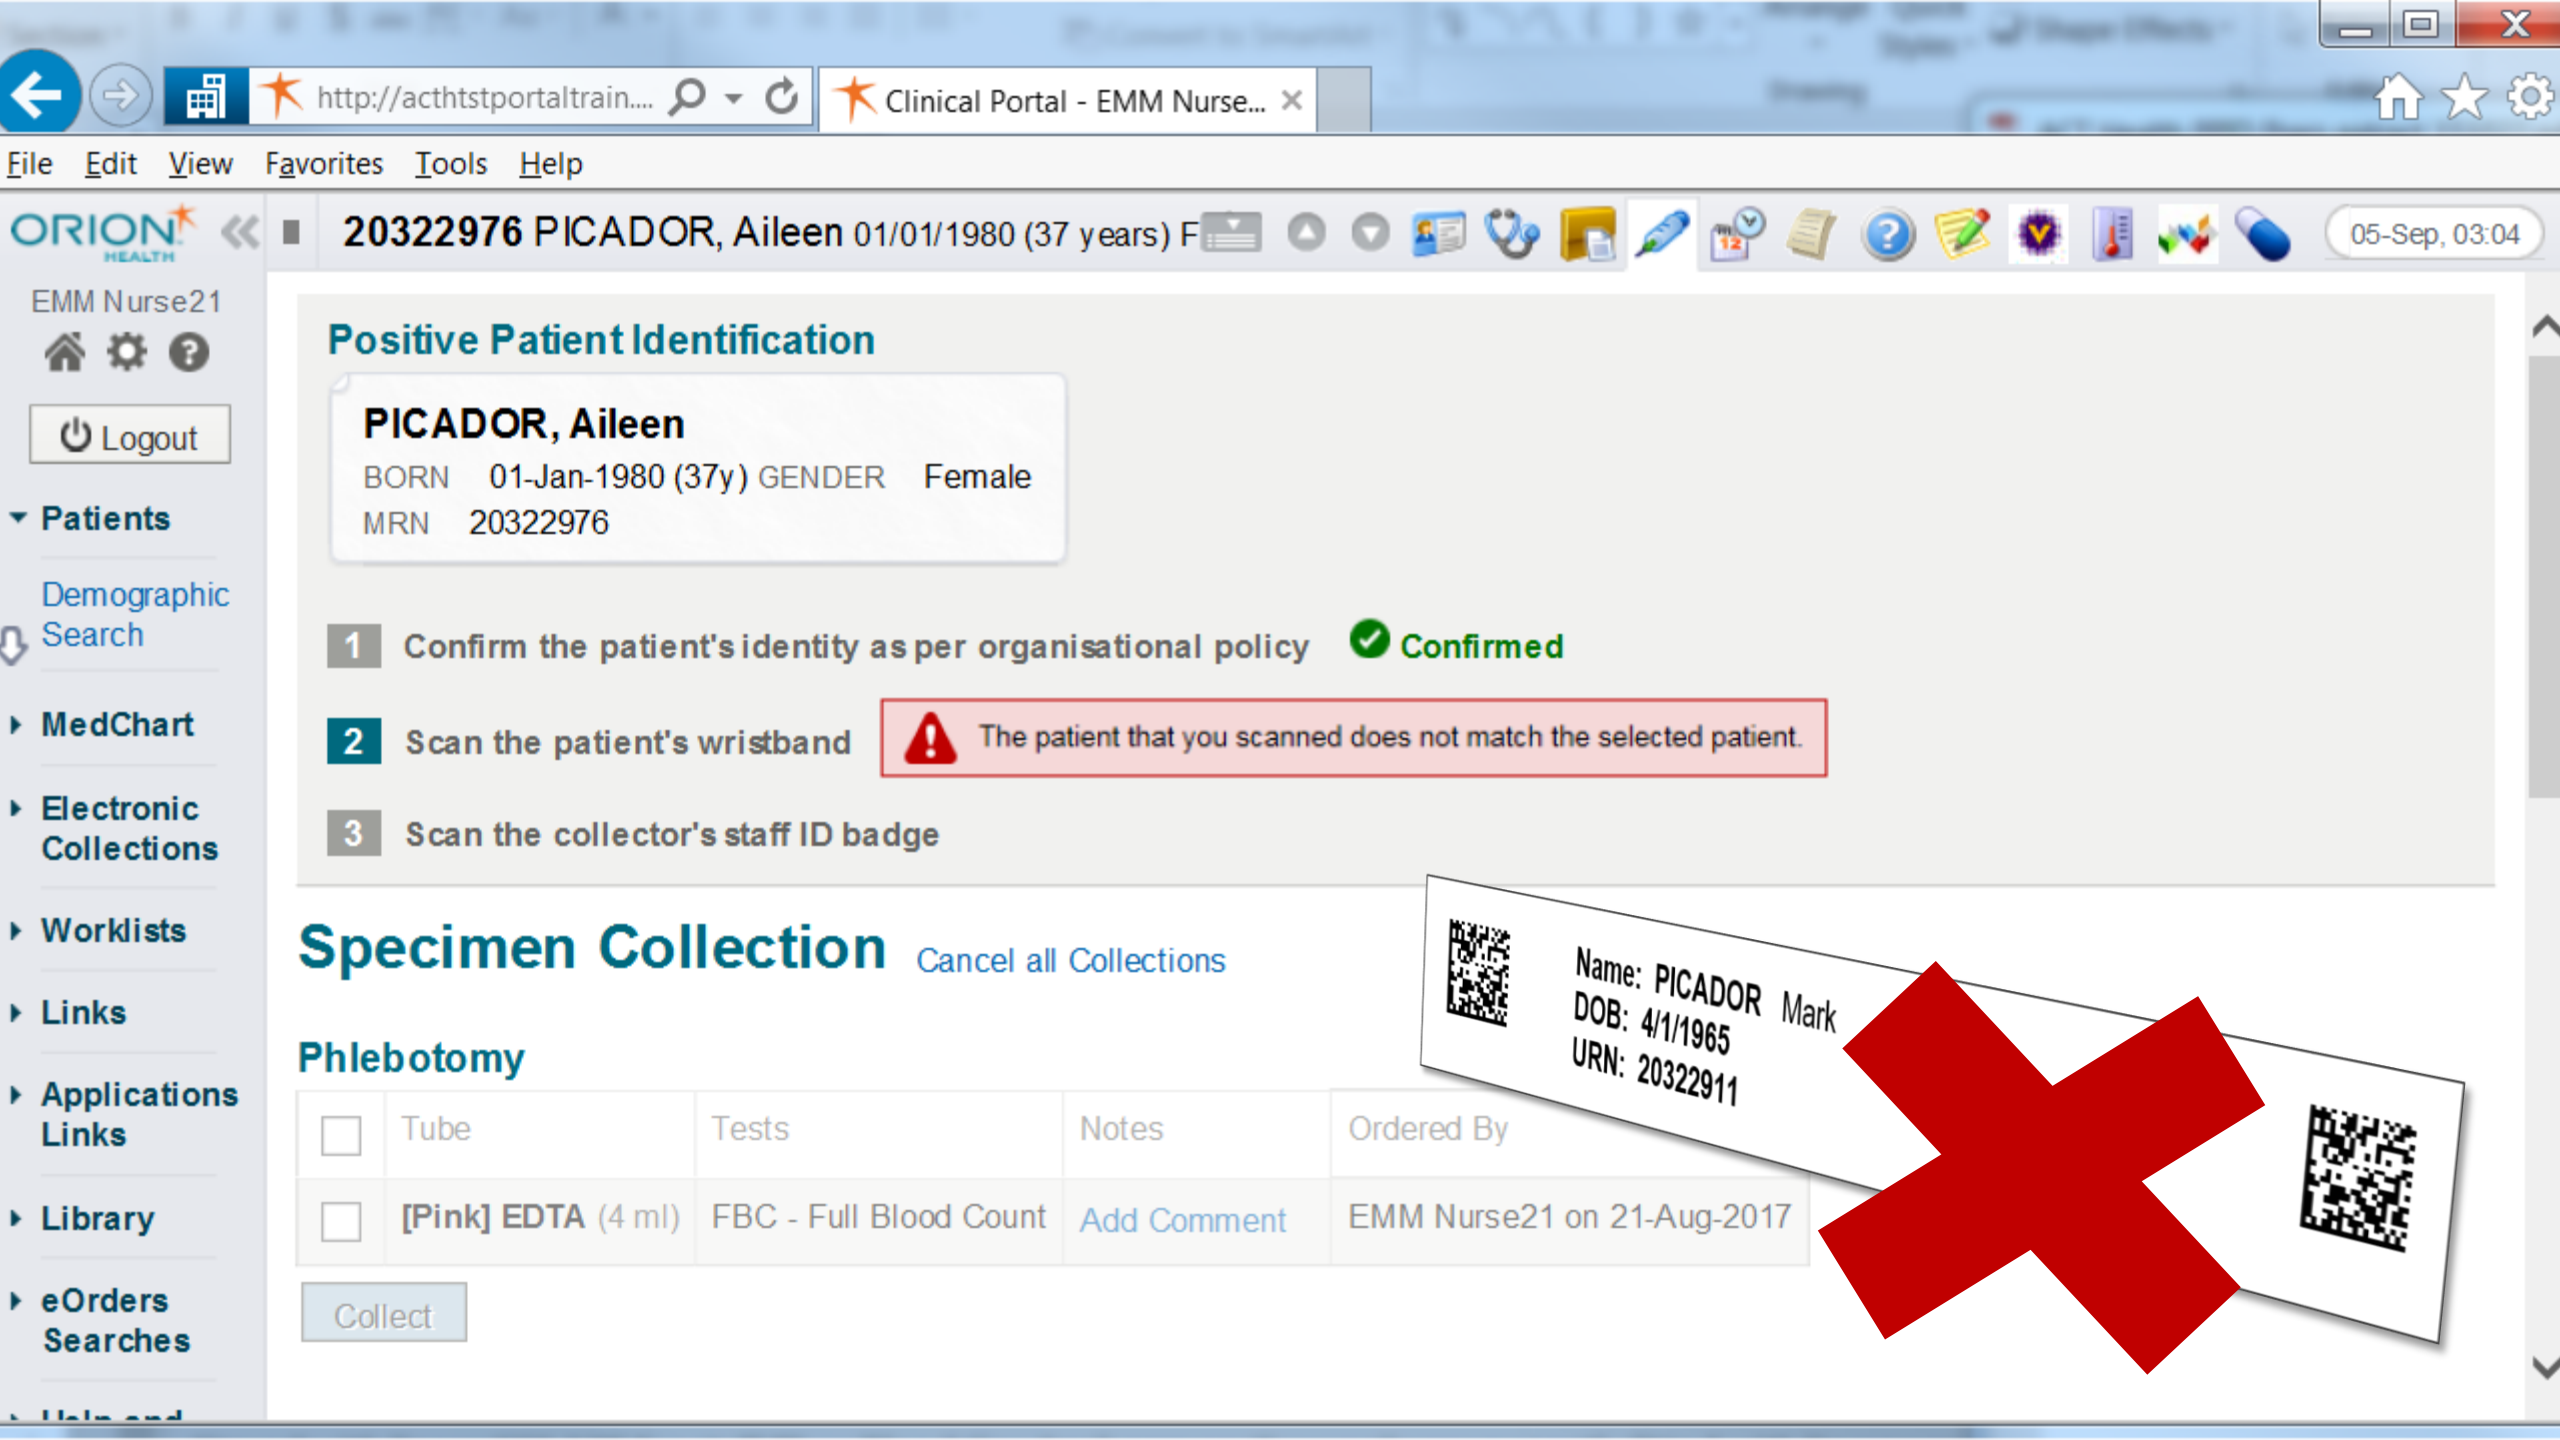 http://acthtstportaltrain....
Clinical Portal - EMM Nurse...
File Edit View Favorites Tools Help
ORION HEALTH
20322976 PICADOR, Aileen 01/01/1980 (37 years) F
05-Sep, 03:04
EMM Nurse21
Logout
Patients
Demographic
Search
MedChart
Electronic
Collections
Worklists
Links
Applications
Links
Library
eOrders
Searches
Help and
Positive Patient Identification
PICADOR, Aileen
BORN 01-Jan-1980 (37y) GENDER Female
MRN 20322976
1 Confirm the patient's identity as per organisational policy Confirmed
2 Scan the patient's wristband The patient that you scanned does not match the selected patient.
3 Scan the collector's staff ID badge
Specimen Collection Cancel all Collections
Phlebotomy
Tube Tests Notes Ordered By
[Pink] EDTA (4 ml) FBC - Full Blood Count Add Comment EMM Nurse21 on 21-Aug-2017
Collect
Name: PICADOR Mark
DOB: 4/1/1965
URN: 20322911